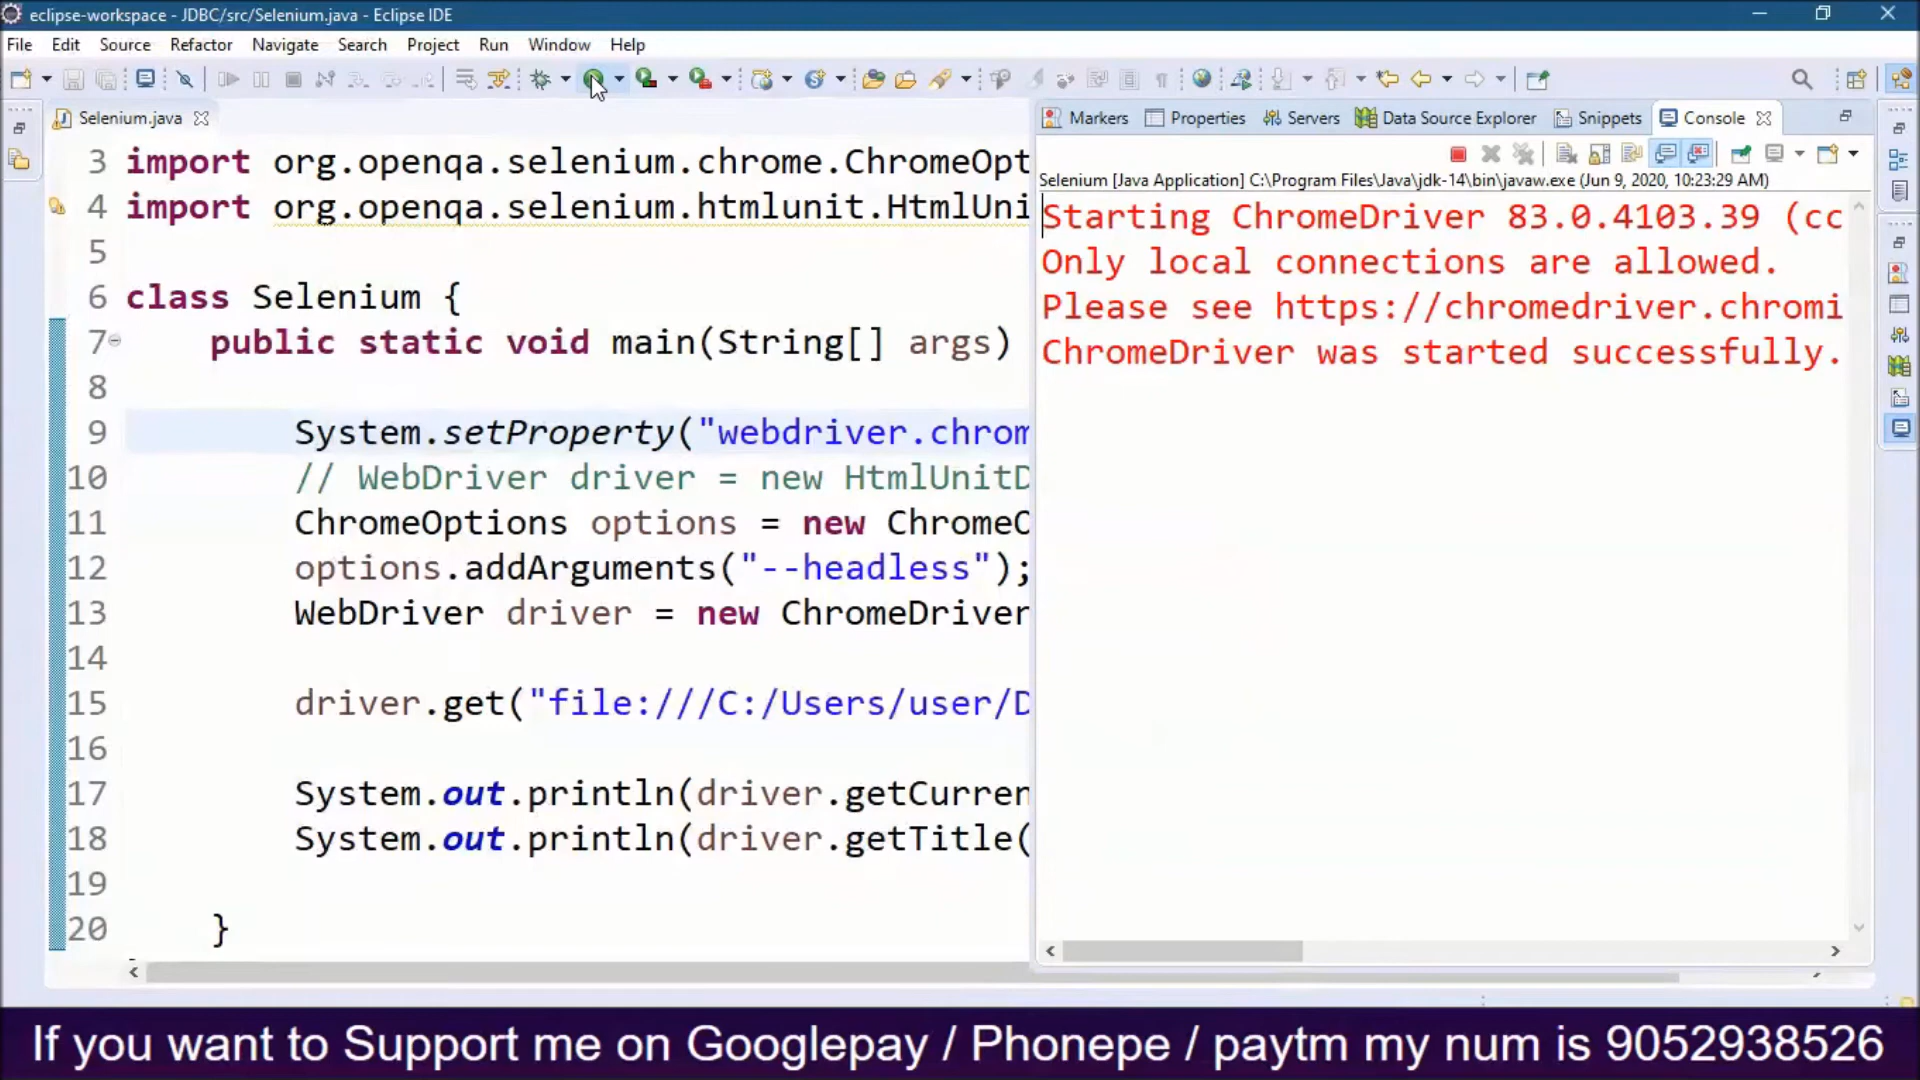 eclipse-workspace - JDBC/src/Selenium.java - Eclipse IDE
File Edit Source Refactor Navigate Search Project Run Window Help
Selenium.java
3 import org.openqa.selenium.chrome.ChromeOpt
4 import org.openqa.selenium.htmlunit.HtmlUni
5
6 class Selenium {
7 public static void main(String[] args)
8
9 System.setProperty("webdriver.chrom
10 // WebDriver driver = new HtmlUnitD
11 ChromeOptions options = new ChromeO
12 options.addArguments("--headless");
13 WebDriver driver = new ChromeDriver
14
15 driver.get("file:///C:/Users/user/D
16
17 System.out.println(driver.getCurren
18 System.out.println(driver.getTitle(
19
20 }
Markers Properties Servers Data Source Explorer Snippets Console
Selenium [Java Application] C:\Program Files\Java\jdk-14\bin\javaw.exe (Jun 9, 2020, 10:23:29 AM)
Starting ChromeDriver 83.0.4103.39 (cc
Only local connections are allowed.
Please see https://chromedriver.chromi
ChromeDriver was started successfully.
If you want to Support me on Googlepay / Phonepe / paytm my num is 9052938526